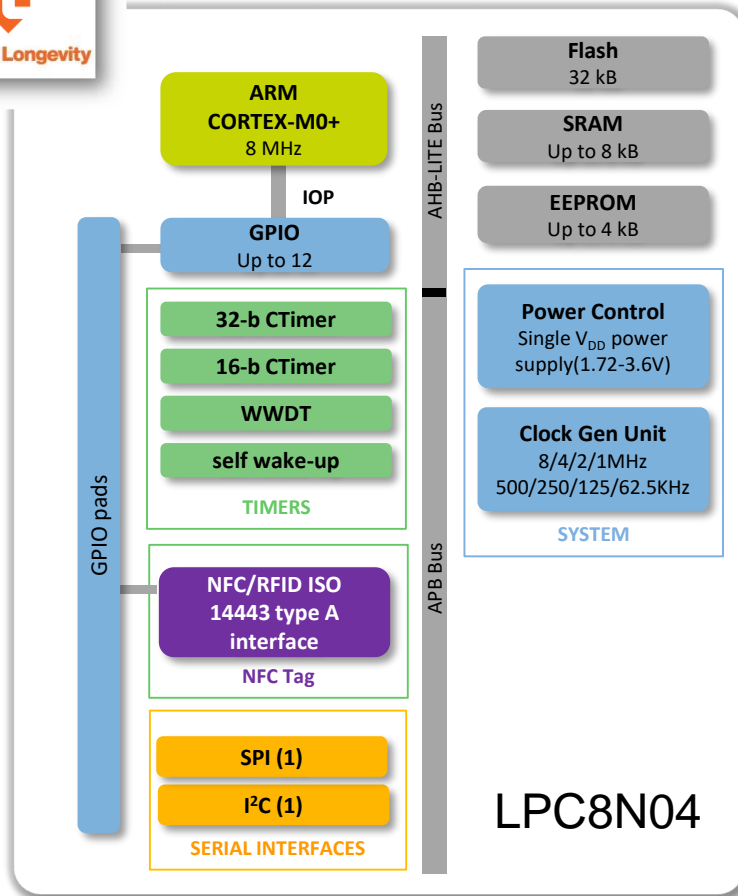 Longevity
ARM
CORTEX-M0+
8 MHz
IOP
GPIO
Up to 12
32-b CTimer
16-b CTimer
WWDT
self wake-up
TIMERS
GPIO pads
NFC/RFID ISO
14443 type A
interface
NFC Tag
SPI (1)
I²C (1)
SERIAL INTERFACES
AHB-LITE Bus
APB Bus
Flash
32 kB
SRAM
Up to 8 kB
EEPROM
Up to 4 kB
Power Control
Single VDD power
supply(1.72-3.6V)
Clock Gen Unit
8/4/2/1MHz
500/250/125/62.5KHz
SYSTEM
LPC8N04